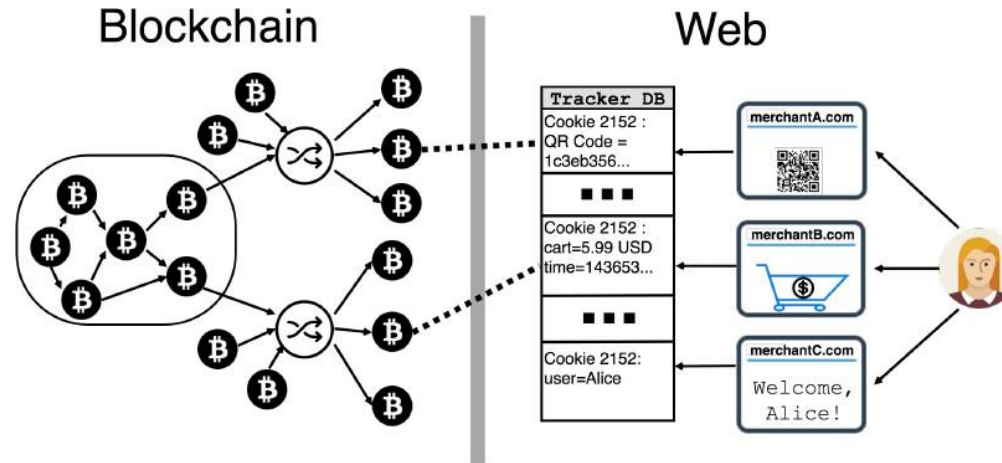 Blockchain
Web
Tracker DB
Cookie 2152 :
QR Code =
1c3eb356...
Cookie 2152 :
cart=5.99 USD
time=143653...
Cookie 2152:
user=Alice
merchantA.com
merchantB.com
$
merchantC.com
Welcome,
Alice!